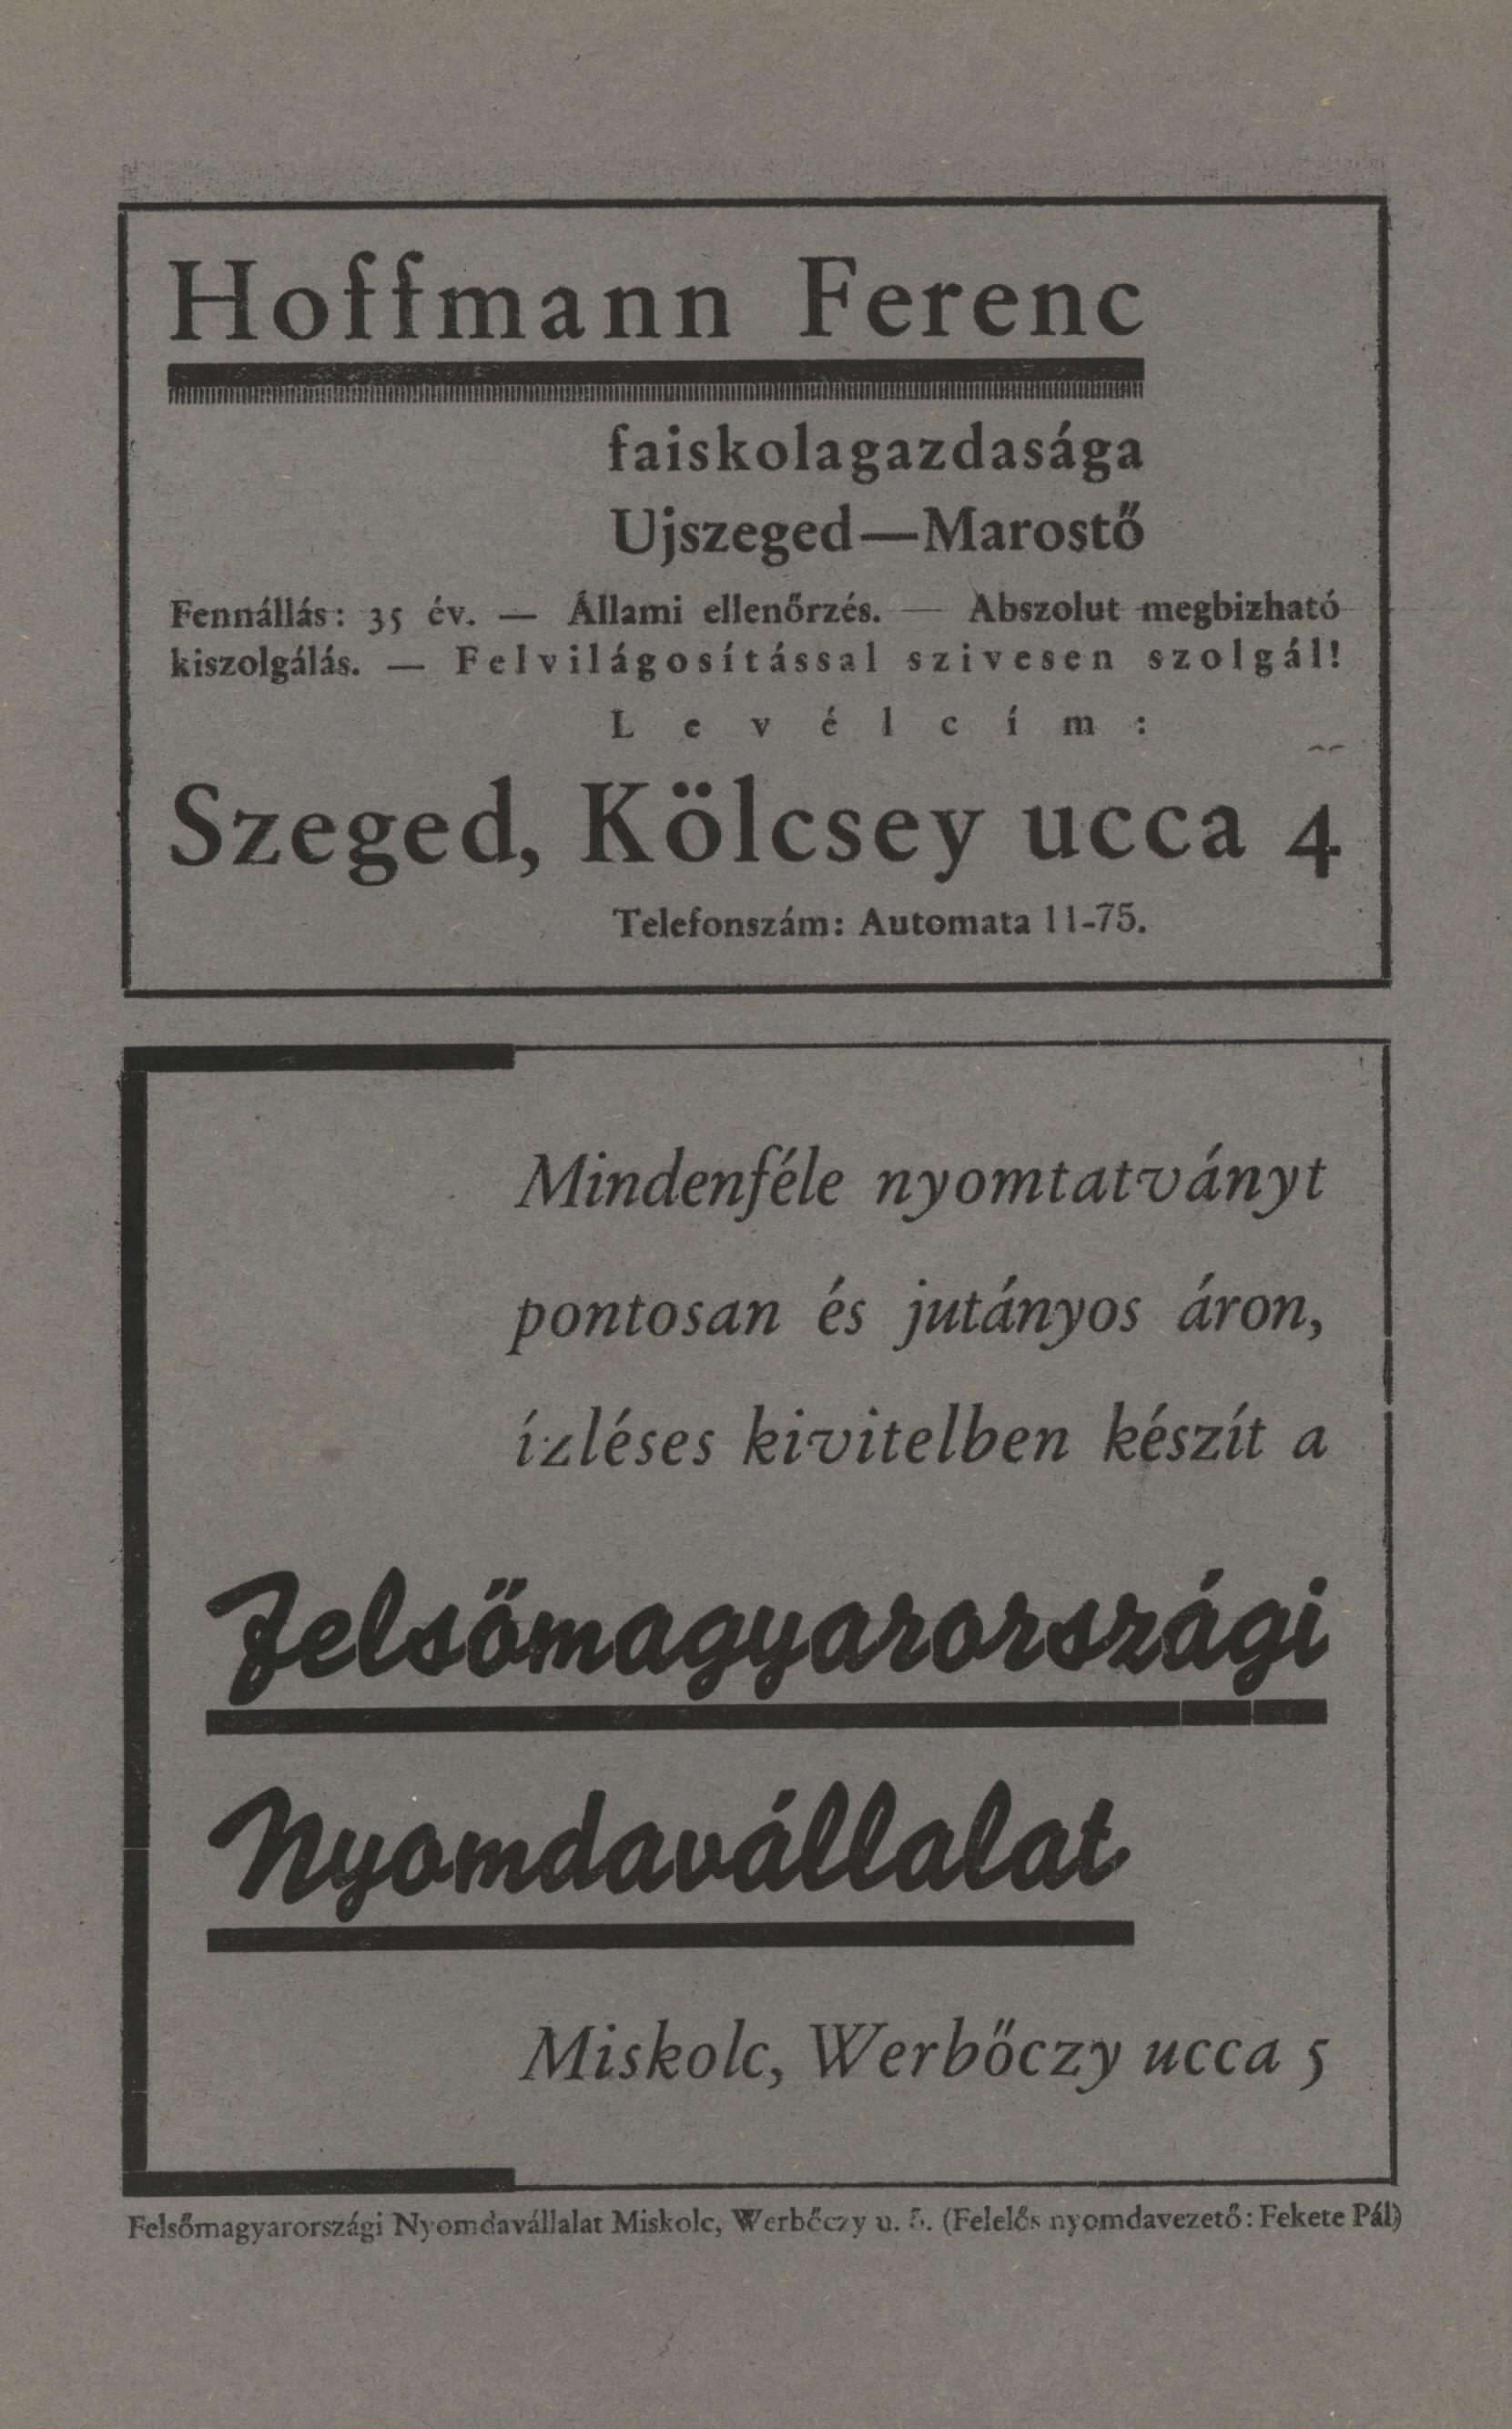 Hoffmann Ferenc
faiskolagazdasága
Ujszeged—Marostő
Fennállás: 35 év. — Állami ellenőrzés. — Abszolut megbizható
kiszolgálás. — Felvilágosítással szivesen szolgál!
Levélcím:
Szeged, Kölcsey ucca 4
Telefonszám: Automata 11-75.
Mindenféle nyomtatványt
pontosan és jutányos áron,
ízléses kivitelben készít a
Felsőmagyarországi
Nyomdavállalat
Miskolc, Werbőczy ucca 5
Felsőmagyarországi Nyomdavállalat Miskolc, Werbőczy u. 5. (Felelős nyomdavezető: Fekete Pál)